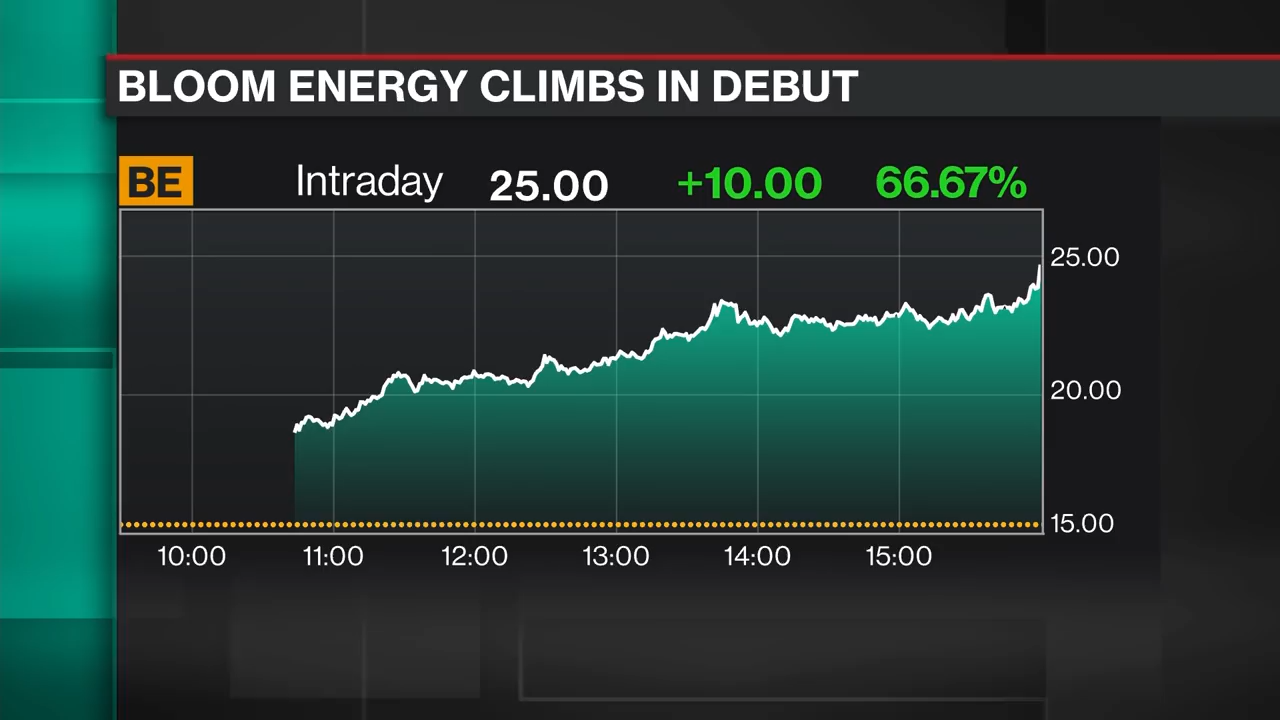 BLOOM ENERGY CLIMBS IN DEBUT
BE Intraday 25.00 +10.00 66.67%
25.00
20.00
15.00
10:00 11:00 12:00 13:00 14:00 15:00